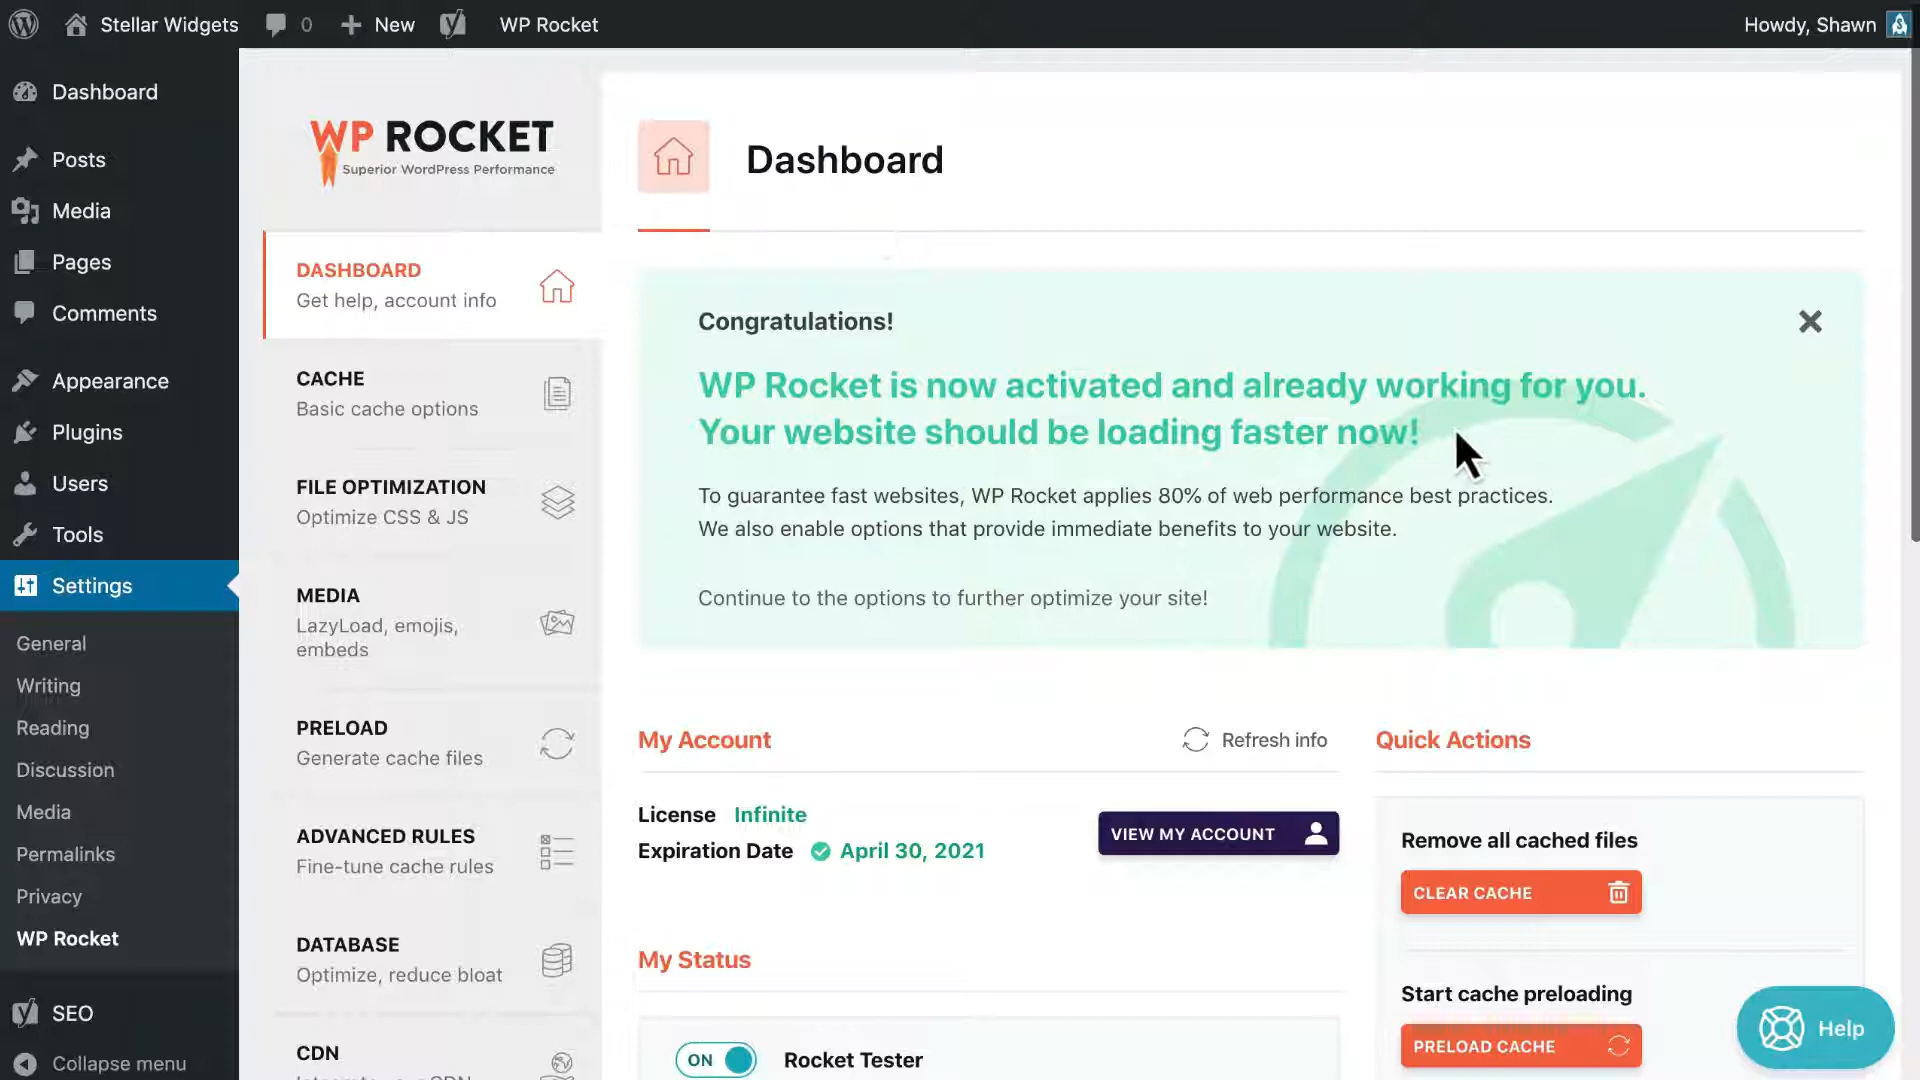 Stellar Widgets
0
New
WP Rocket
Howdy, Shawn
Dashboard
Posts
Media
Pages
Comments
Appearance
Plugins
Users
Tools
Settings
General
Writing
Reading
Discussion
Media
Permalinks
Privacy
WP Rocket
SEO
Collapse menu
WP ROCKET
Superior WordPress Performance
DASHBOARD
Get help, account info
CACHE
Basic cache options
FILE OPTIMIZATION
Optimize CSS & JS
MEDIA
LazyLoad, emojis,
embeds
PRELOAD
Generate cache files
ADVANCED RULES
Fine-tune cache rules
DATABASE
Optimize, reduce bloat
CDN
Dashboard
Congratulations!
WP Rocket is now activated and already working for you.
Your website should be loading faster now!
To guarantee fast websites, WP Rocket applies 80% of web performance best practices.
We also enable options that provide immediate benefits to your website.
Continue to the options to further optimize your site!
My Account
Refresh info
License Infinite
Expiration Date April 30, 2021
VIEW MY ACCOUNT
My Status
ON Rocket Tester
Quick Actions
Remove all cached files
CLEAR CACHE
Start cache preloading
PRELOAD CACHE
Help